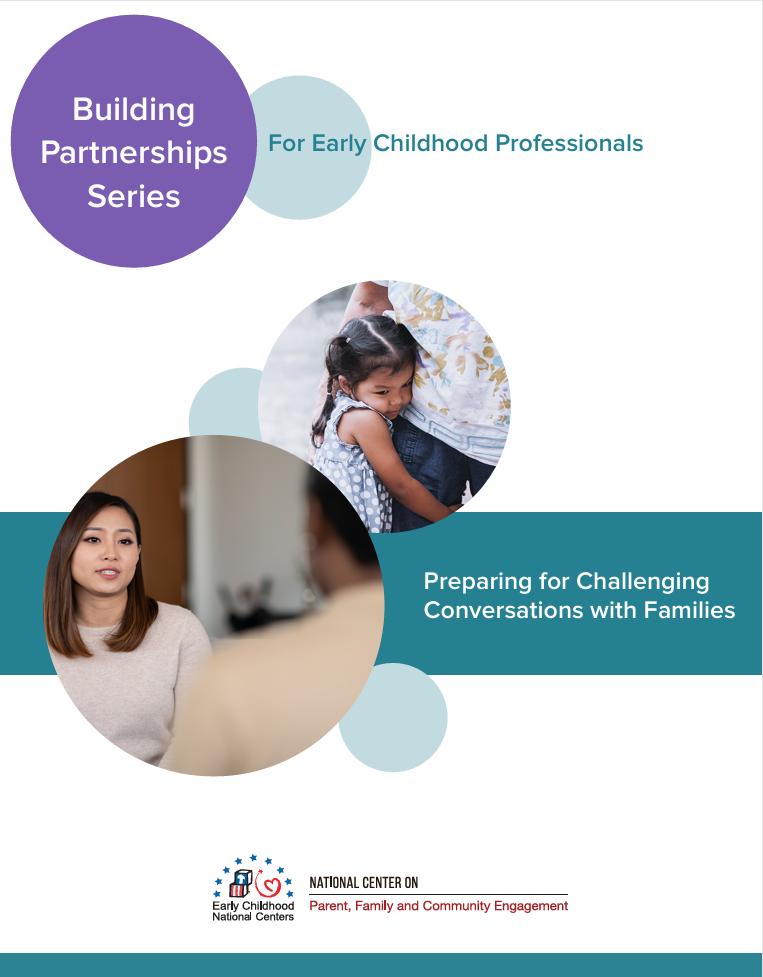 Building
Partnerships
Series
For Early Childhood Professionals
Preparing for Challenging
Conversations with Families
Early Childhood
National Centers
NATIONAL CENTER ON
Parent, Family and Community Engagement